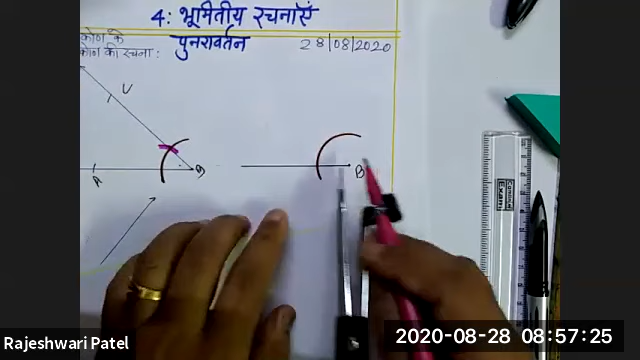 4: भूमितीय रचनाऍं
कोण के
पुनरावर्तन
28/08/2020
कोण की रचना :
U
A
B
B
Rajeshwari Patel
2020-08-28 08:57:25